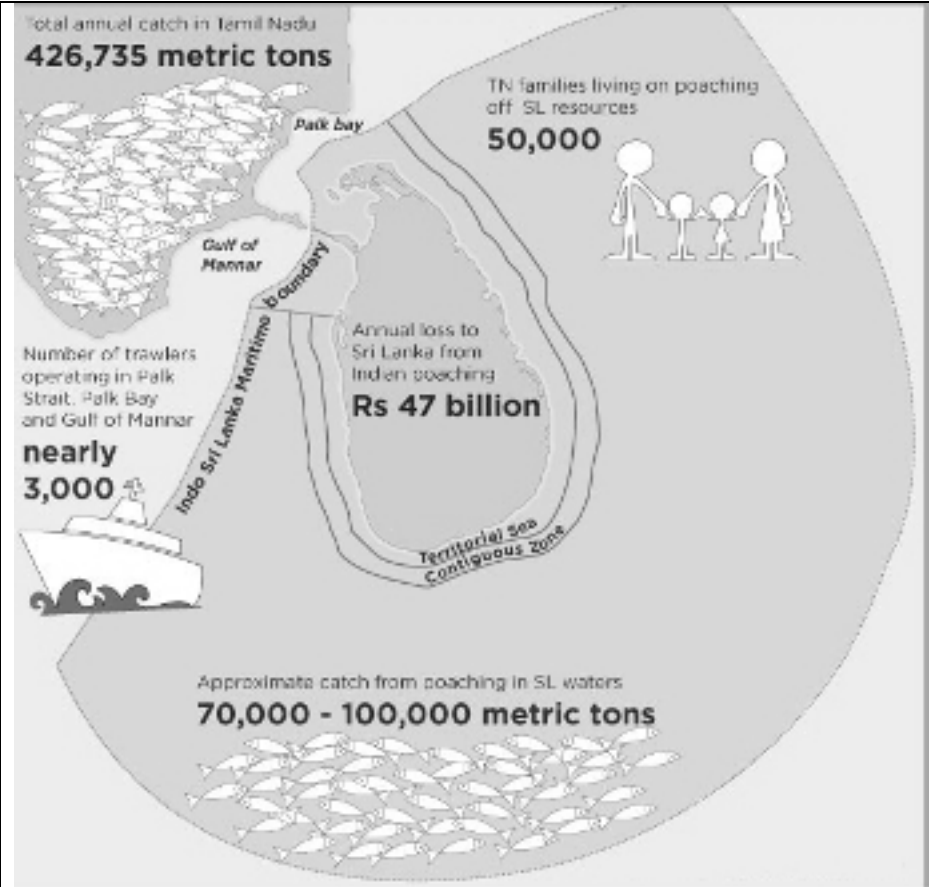 Total annual catch in Tamil Nadu
426,735 metric tons
TN families living on poaching
off SL resources
50,000
Palk bay
Gulf of
Mannar
Indo Sri Lanka Maritime boundary
Annual loss to
Sri Lanka from
Indian poaching
Rs 47 billion
Number of trawlers
operating in Palk
Strait, Palk Bay
and Gulf of Mannar
nearly
3,000
Territorial Sea
Contiguous Zone
Approximate catch from poaching in SL waters
70,000 - 100,000 metric tons